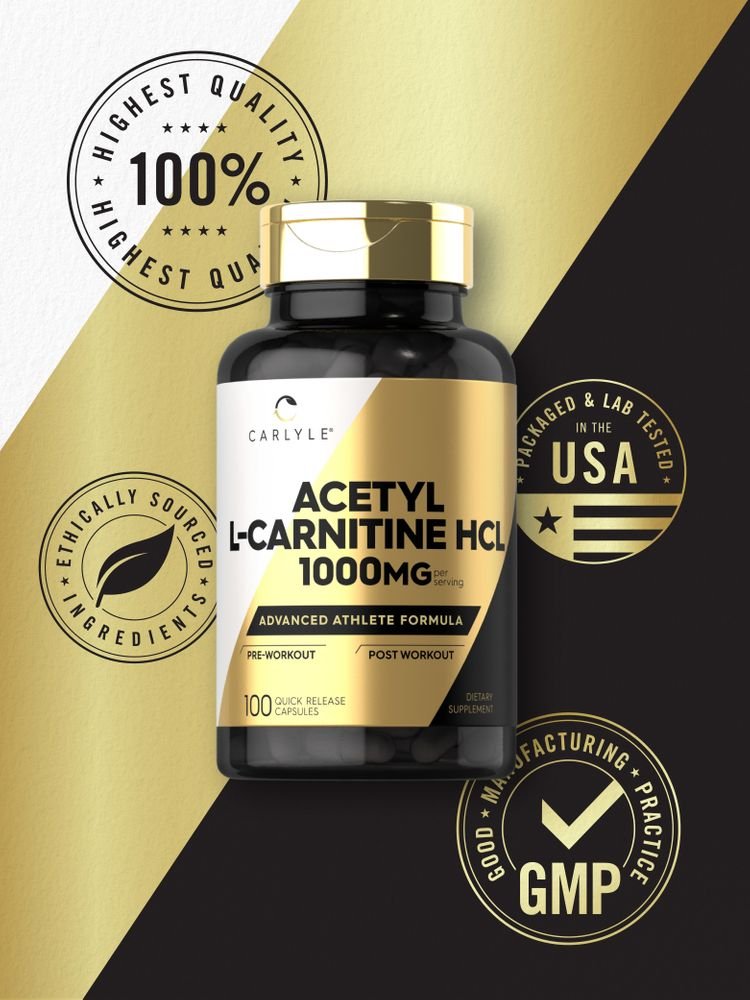 HIGHEST QUALITY
100%
HIGHEST QUA
CARLYLE®
ACETYL
L-CARNITINE HCL
1000MG per
serving
ADVANCED ATHLETE FORMULA
PRE-WORKOUT
POST WORKOUT
100 QUICK RELEASE
CAPSULES
DIETARY
SUPPLEMENT
PACKAGED & LAB TESTED
IN THE
USA
ETHICALLY SOURCED
INGREDIENTS
GOOD MANUFACTURING PRACTICE
GMP